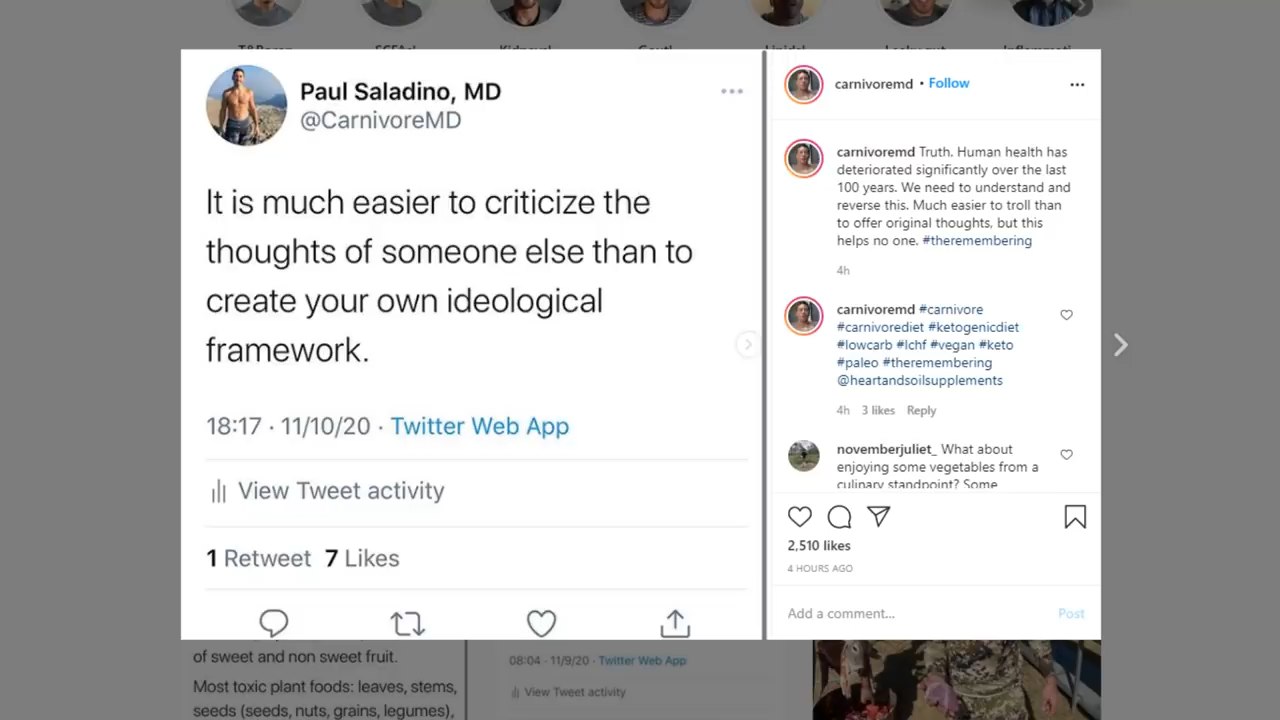 Paul Saladino, MD
@CarnivoreMD
It is much easier to criticize the
thoughts of someone else than to
create your own ideological
framework.
18:17 · 11/10/20 · Twitter Web App
View Tweet activity
1 Retweet 7 Likes
carnivoremd • Follow
carnivoremd Truth. Human health has
deteriorated significantly over the last
100 years. We need to understand and
reverse this. Much easier to troll than
to offer original thoughts, but this
helps no one. #theremembering
4h
carnivoremd #carnivore
#carnivorediet #ketogenicdiet
#lowcarb #lchf #vegan #keto
#paleo #theremembering
@heartandsoilsupplements
4h 3 likes Reply
novemberjuliet_ What about
enjoying some vegetables from a
culinary standpoint? Some
2,510 likes
4 HOURS AGO
Add a comment...
Post
of sweet and non sweet fruit.
Most toxic plant foods: leaves, stems,
seeds (seeds, nuts, grains, legumes),
08:04 · 11/9/20 · Twitter Web App
View Tweet activity